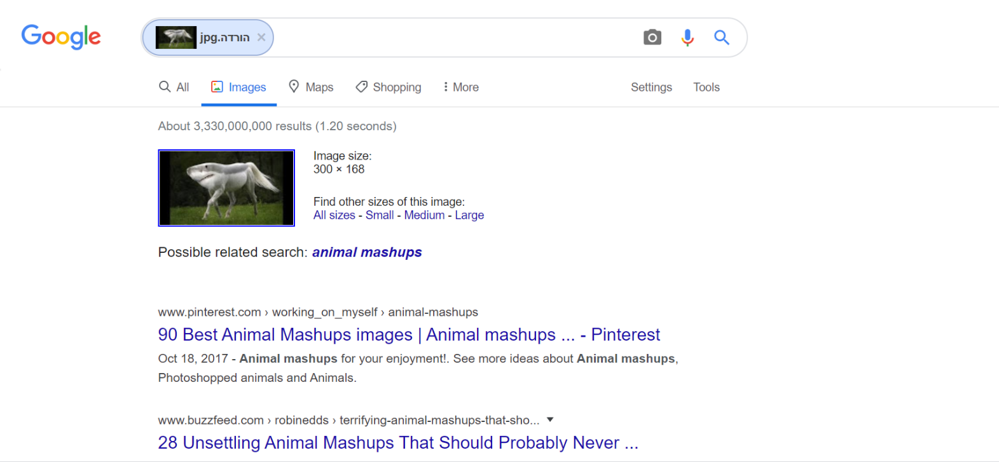 Google
הורדה.jpg ×
All Images Maps Shopping More Settings Tools
About 3,330,000,000 results (1.20 seconds)
Image size:
300 × 168
Find other sizes of this image:
All sizes - Small - Medium - Large
Possible related search: animal mashups
www.pinterest.com › working_on_myself › animal-mashups
90 Best Animal Mashups images | Animal mashups ... - Pinterest
Oct 18, 2017 - Animal mashups for your enjoyment!. See more ideas about Animal mashups,
Photoshopped animals and Animals.
www.buzzfeed.com › robinedds › terrifying-animal-mashups-that-sho...
28 Unsettling Animal Mashups That Should Probably Never ...